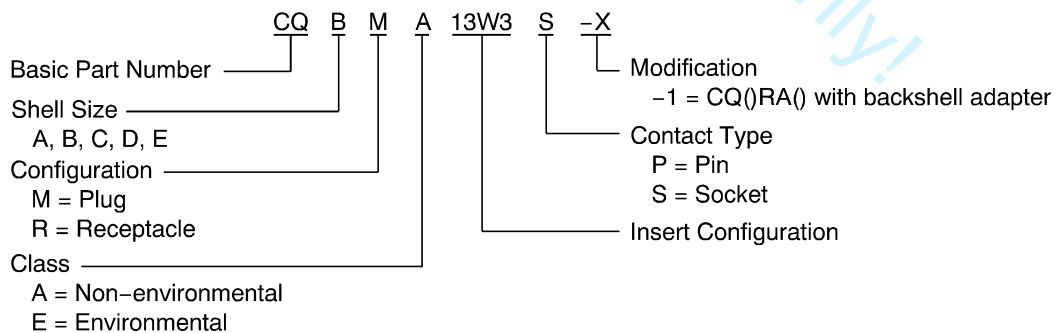 CQ B M A 13W3 S −X
Basic Part Number
Shell Size
A, B, C, D, E
Configuration
M = Plug
R = Receptacle
Class
A = Non−environmental
E = Environmental
Modification
−1 = CQ()RA() with backshell adapter
Contact Type
P = Pin
S = Socket
Insert Configuration